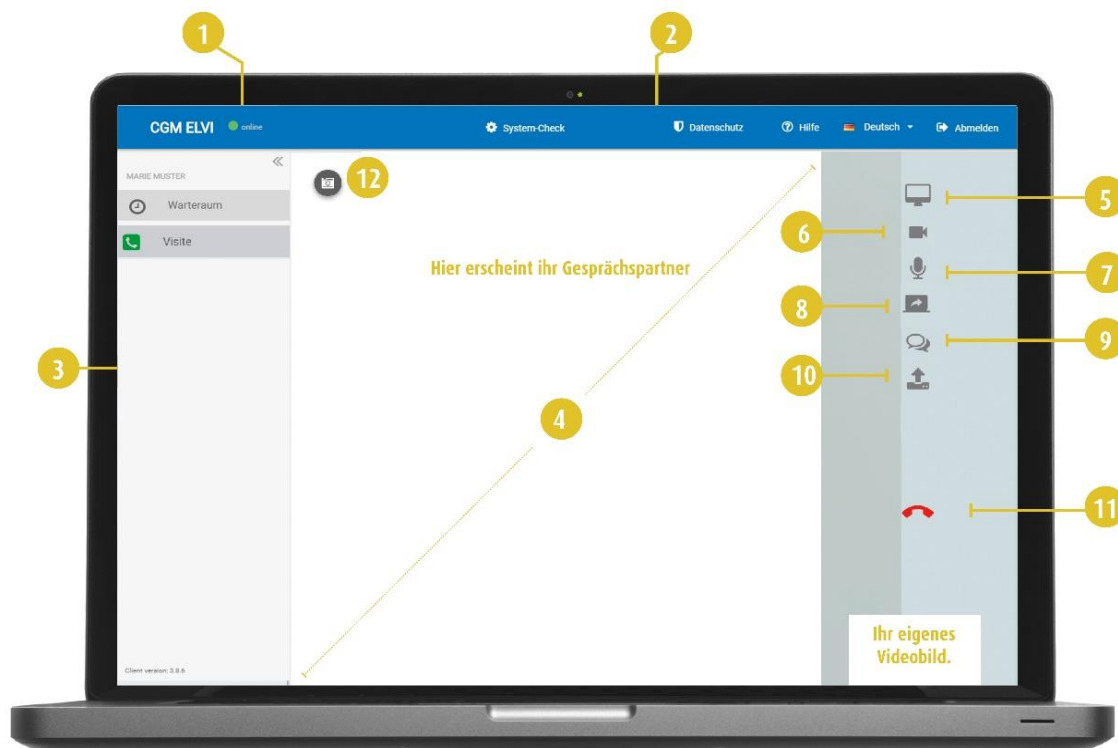 1
2
CGM ELVI online System-Check Datenschutz Hilfe Deutsch Abmelden
MARIE MUSTER
12
Warteraum
5
6
Visite
Hier erscheint ihr Gesprächspartner
7
8
9
3
10
4
11
Ihr eigenes
Videobild.
Client version: 3.8.6